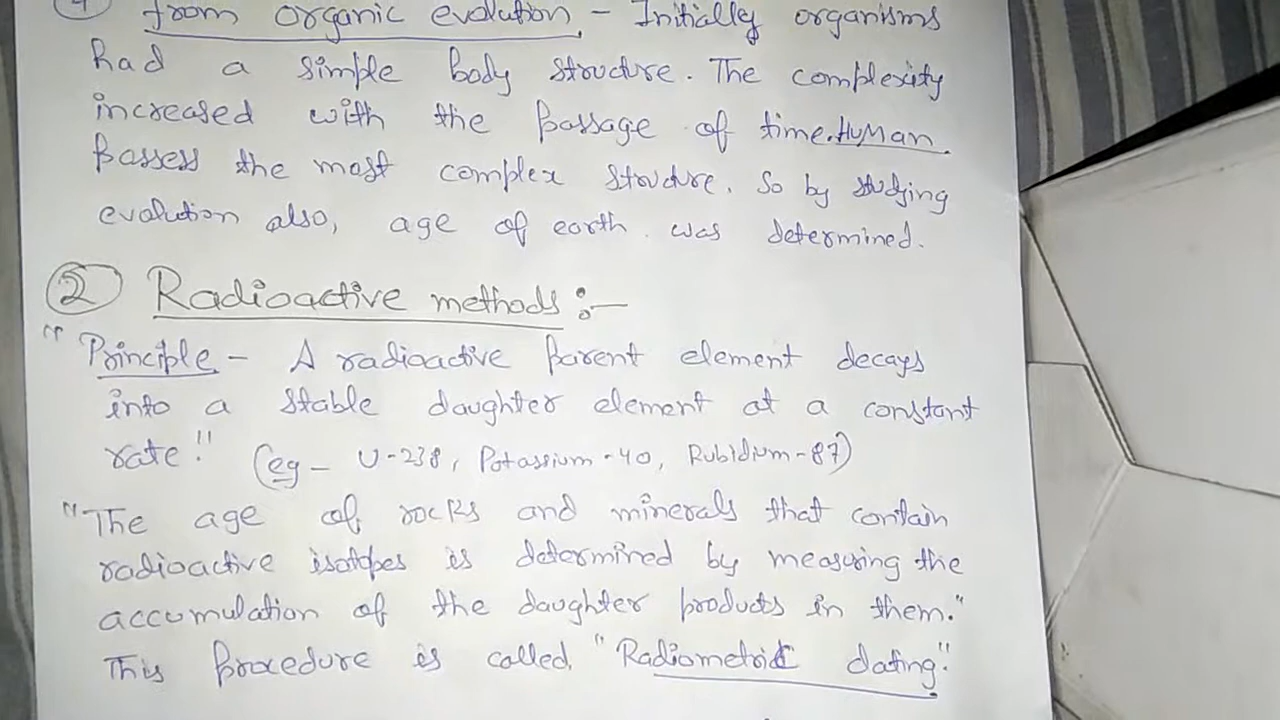 from organic evolution - Initially organisms
had a simple body structure. The complexity
increased with the passage of time. HUMan
Possess the most complex structure. So by studying
evolution also, age of earth was determined.
② Radioactive methods :-
"Principle - A radioactive parent element decays
into a stable daughter element at a constant
rate." (eg - U-238, Potassium-40, Rubidium-87)
"The age of rocks and minerals that contain
radioactive isotopes is determined by measuring the
accumulation of the daughter products in them."
This procedure is called "Radiometric dating".